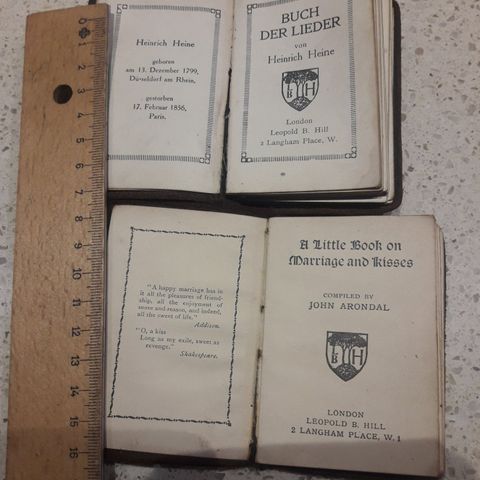 Heinrich Heine
geboren
am 13. Dezember 1799,
Düsseldorf am Rhein,
gestorben
17. Februar 1856,
Paris.
BUCH
DER LIEDER
von
Heinrich Heine
L B H
London
Leopold B. Hill
2 Langham Place, W.
"A happy marriage has in
it all the pleasures of friend-
ship, all the enjoyment of
sense and reason, and indeed,
all the sweet of life."
Addison.
"O, a kiss
Long as my exile, sweet as
revenge."
Shakespeare.
A Little Book on
Marriage and Kisses
COMPILED BY
JOHN ARONDAL
L B H
LONDON
LEOPOLD B. HILL
2 LANGHAM PLACE, W.1
0
1
2
3
4
5
6
7
8
9
10
11
12
13
14
15
16